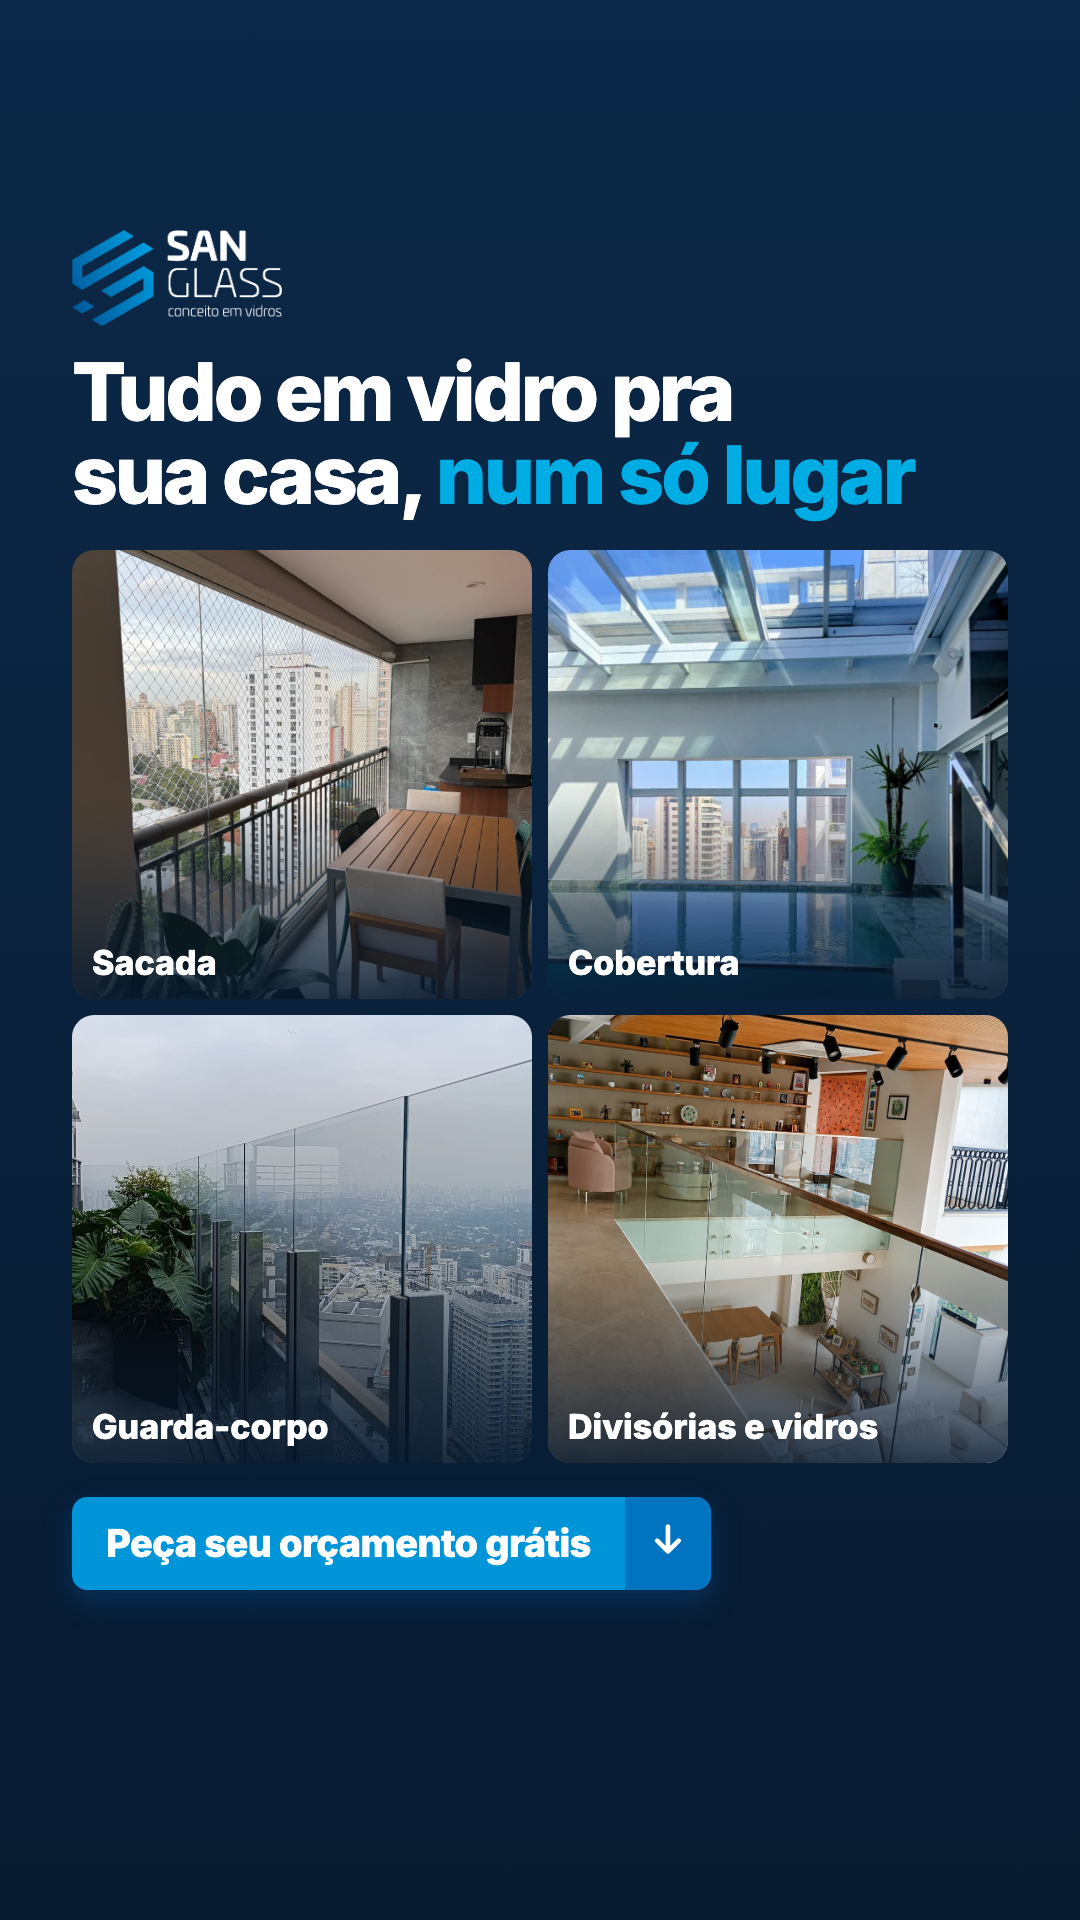 SAN
GLASS
conceito em vidros
Tudo em vidro pra
sua casa, num só lugar
Sacada
Cobertura
Guarda-corpo
Divisórias e vidros
Peça seu orçamento grátis